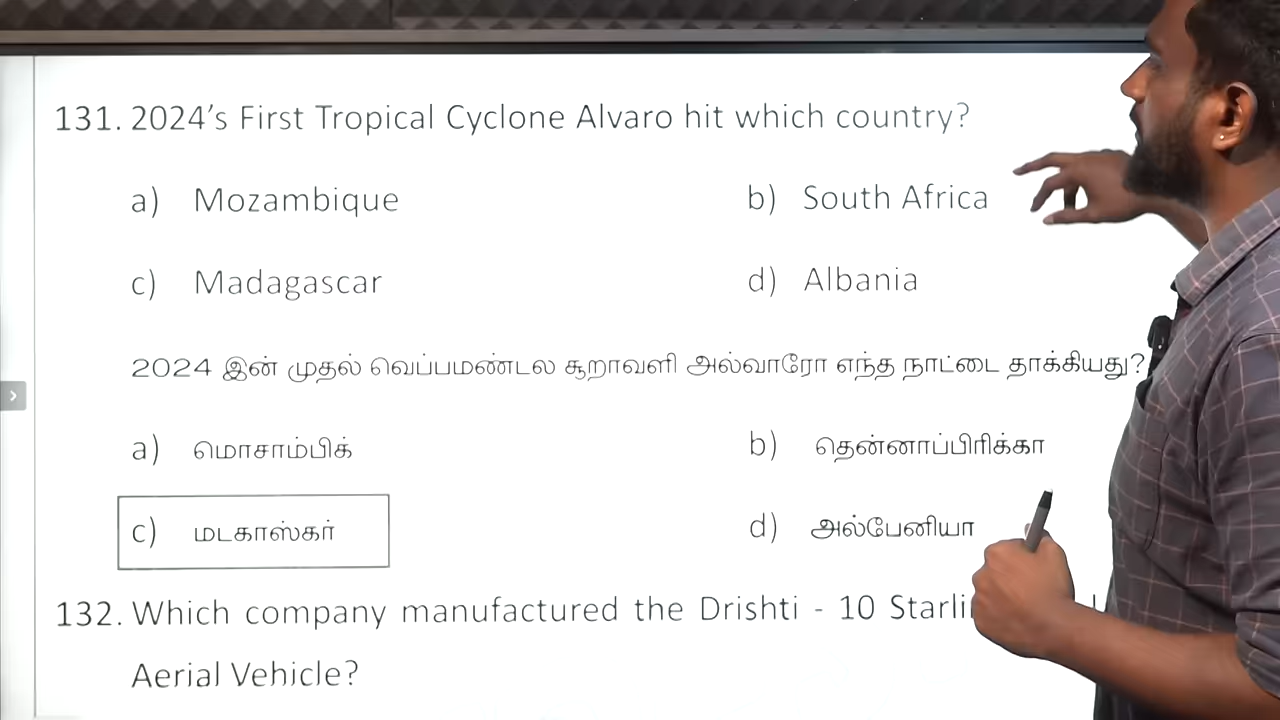 131. 2024’s First Tropical Cyclone Alvaro hit which country?
a) Mozambique b) South Africa
c) Madagascar d) Albania
2024 இன் முதல் வெப்பமண்டல சூறாவளி அல்வாரோ எந்த நாட்டை தாக்கியது?
a) மொசாம்பிக் b) தென்னாப்பிரிக்கா
c) மடகாஸ்கர் d) அல்பேனியா
132. Which company manufactured the Drishti - 10
Aerial Vehicle?